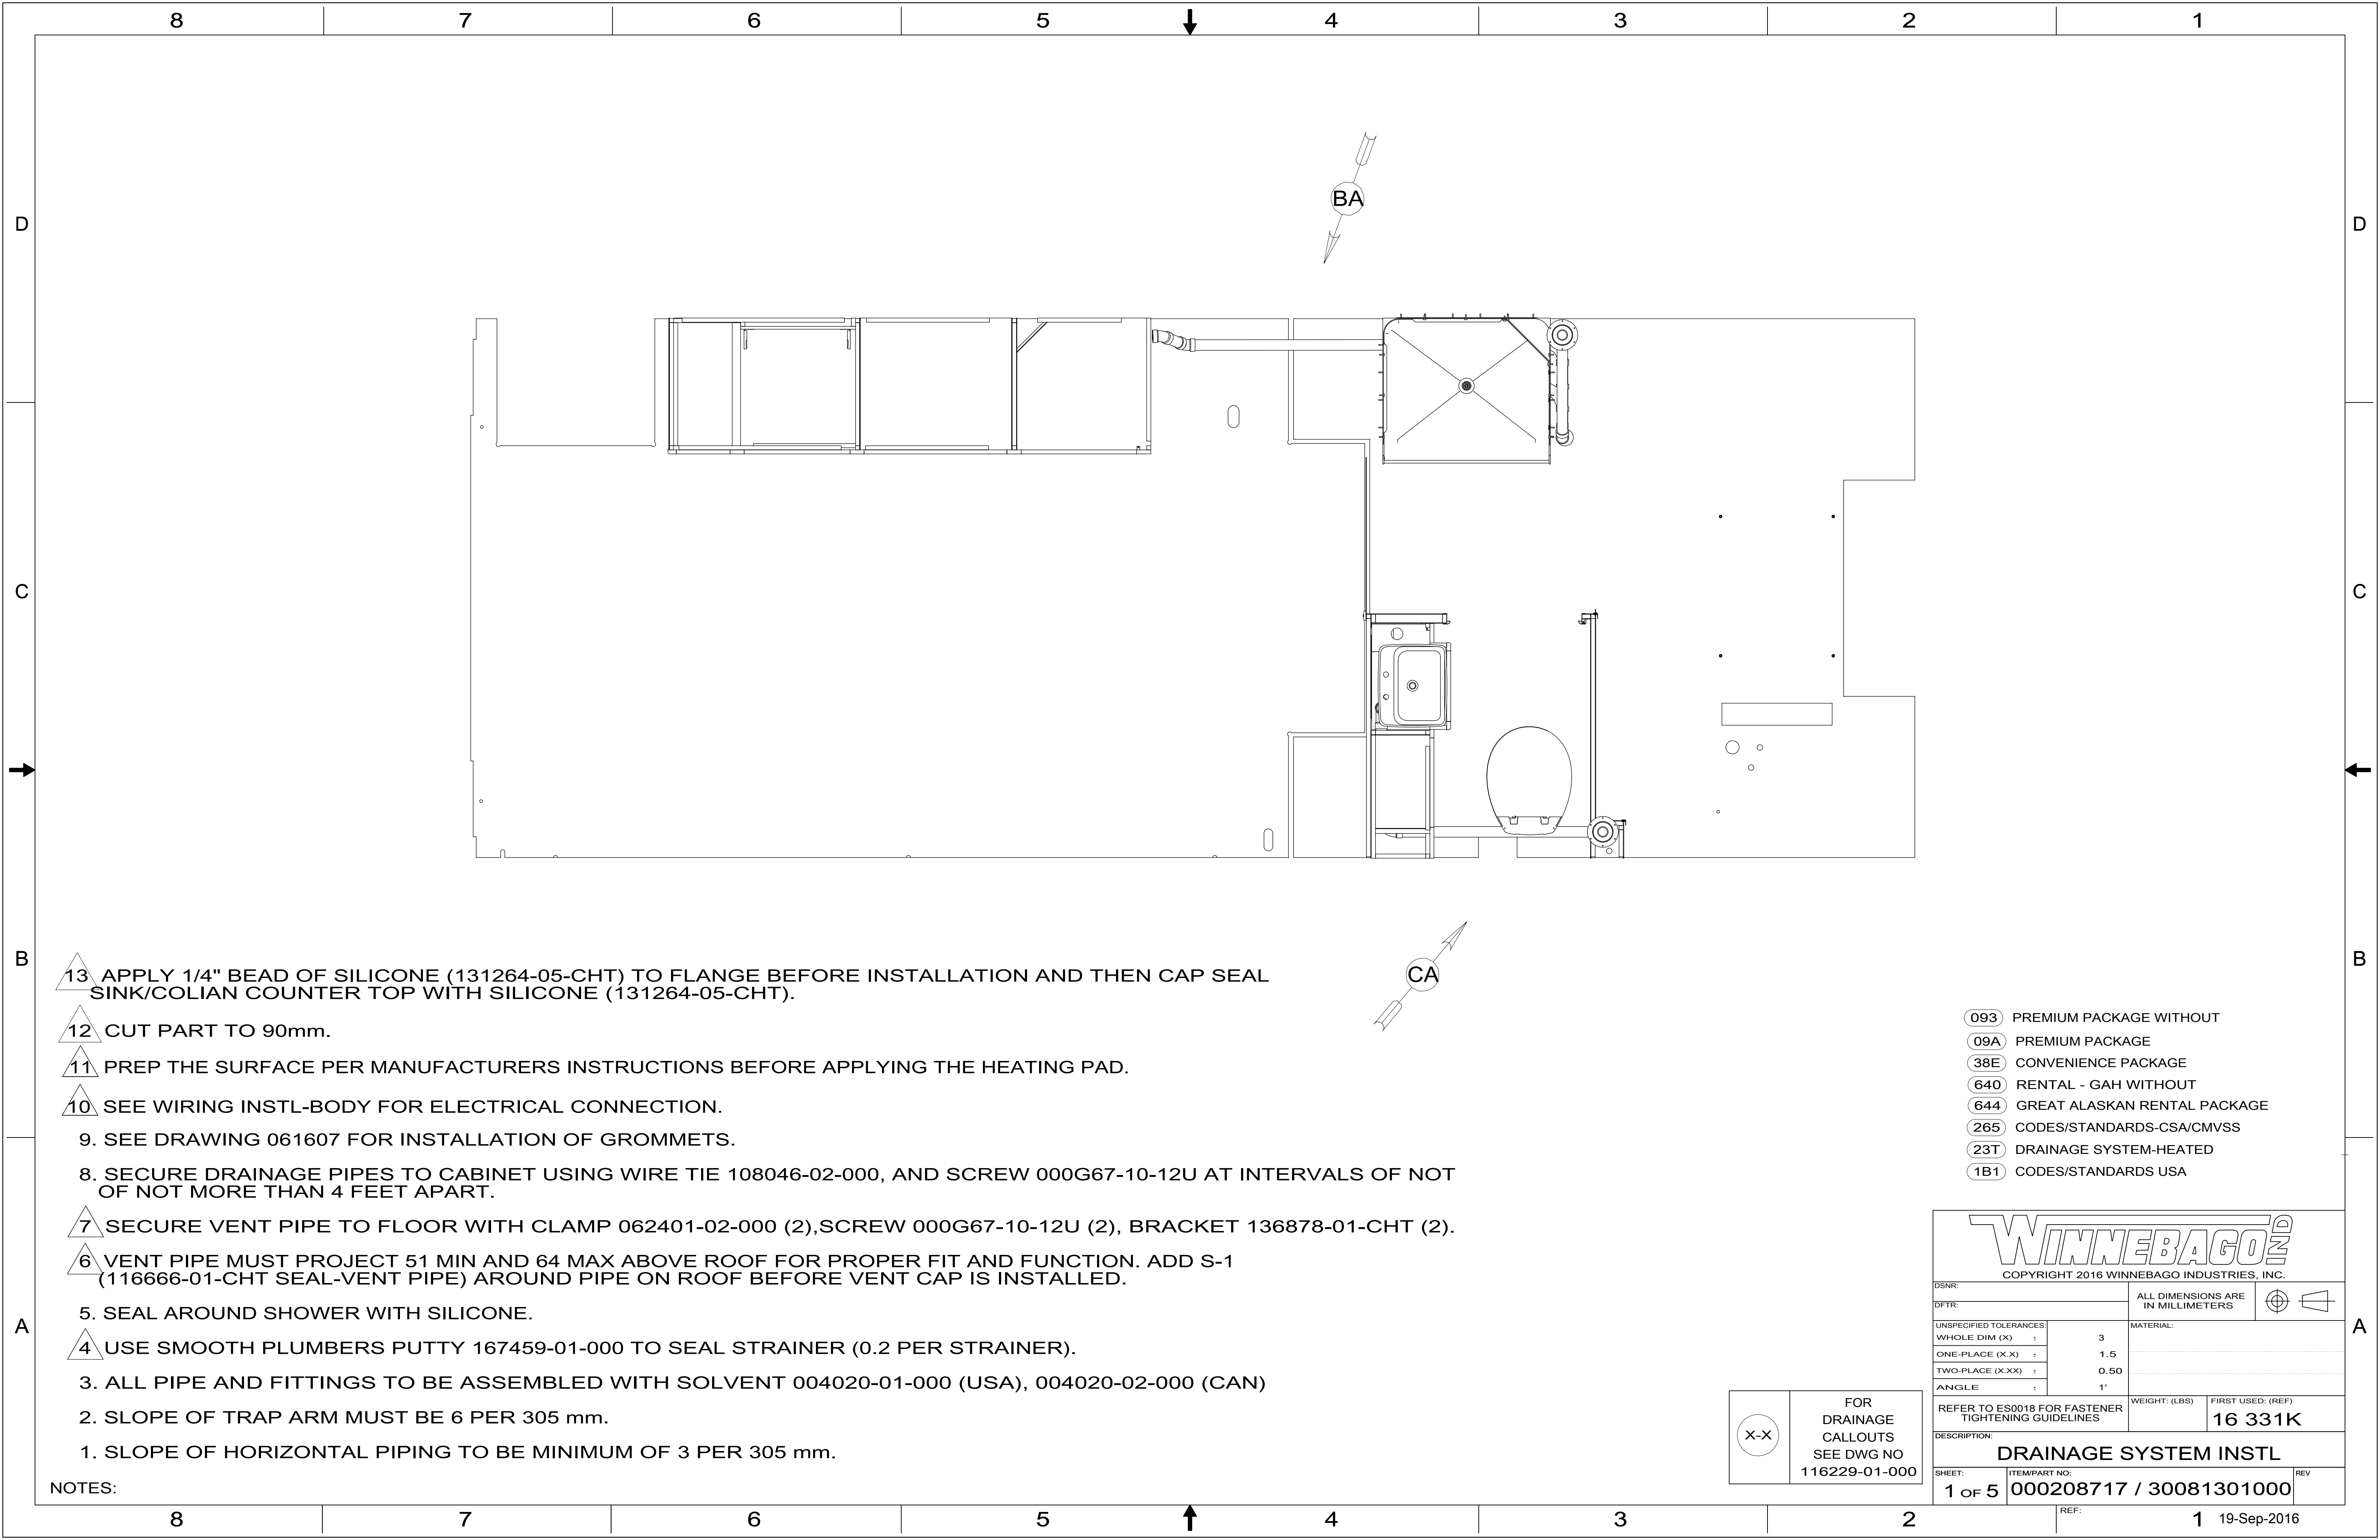 8 7 6 5 4 3 2 1
D D
BA
C C
CA
B B
13 APPLY 1/4" BEAD OF SILICONE (131264-05-CHT) TO FLANGE BEFORE INSTALLATION AND THEN CAP SEAL
SINK/COLIAN COUNTER TOP WITH SILICONE (131264-05-CHT).
12 CUT PART TO 90mm.
11 PREP THE SURFACE PER MANUFACTURERS INSTRUCTIONS BEFORE APPLYING THE HEATING PAD.
10 SEE WIRING INSTL-BODY FOR ELECTRICAL CONNECTION.
9. SEE DRAWING 061607 FOR INSTALLATION OF GROMMETS.
8. SECURE DRAINAGE PIPES TO CABINET USING WIRE TIE 108046-02-000, AND SCREW 000G67-10-12U AT INTERVALS OF NOT
OF NOT MORE THAN 4 FEET APART.
7 SECURE VENT PIPE TO FLOOR WITH CLAMP 062401-02-000 (2),SCREW 000G67-10-12U (2), BRACKET 136878-01-CHT (2).
6 VENT PIPE MUST PROJECT 51 MIN AND 64 MAX ABOVE ROOF FOR PROPER FIT AND FUNCTION. ADD S-1
(116666-01-CHT SEAL-VENT PIPE) AROUND PIPE ON ROOF BEFORE VENT CAP IS INSTALLED.
5. SEAL AROUND SHOWER WITH SILICONE.
4 USE SMOOTH PLUMBERS PUTTY 167459-01-000 TO SEAL STRAINER (0.2 PER STRAINER).
3. ALL PIPE AND FITTINGS TO BE ASSEMBLED WITH SOLVENT 004020-01-000 (USA), 004020-02-000 (CAN)
2. SLOPE OF TRAP ARM MUST BE 6 PER 305 mm.
1. SLOPE OF HORIZONTAL PIPING TO BE MINIMUM OF 3 PER 305 mm.
NOTES:
093 PREMIUM PACKAGE WITHOUT
09A PREMIUM PACKAGE
38E CONVENIENCE PACKAGE
640 RENTAL - GAH WITHOUT
644 GREAT ALASKAN RENTAL PACKAGE
265 CODES/STANDARDS-CSA/CMVSS
23T DRAINAGE SYSTEM-HEATED
1B1 CODES/STANDARDS USA
A A
X-X
FOR
DRAINAGE
CALLOUTS
SEE DWG NO
116229-01-000
WINNEBAGO IND
COPYRIGHT 2016 WINNEBAGO INDUSTRIES, INC.
DSNR:
DFTR:
ALL DIMENSIONS ARE
IN MILLIMETERS
UNSPECIFIED TOLERANCES:
WHOLE DIM (X) ± 3
ONE-PLACE (X.X) ± 1.5
TWO-PLACE (X.XX) ± 0.50
ANGLE ± 1°
MATERIAL:
REFER TO ES0018 FOR FASTENER
TIGHTENING GUIDELINES
WEIGHT: (LBS)
FIRST USED: (REF)
16 331K
DESCRIPTION:
DRAINAGE SYSTEM INSTL
SHEET:
1 OF 5
ITEM/PART NO:
000208717 / 30081301000
REV
REF:
8 7 6 5 4 3 2 1
19-Sep-2016